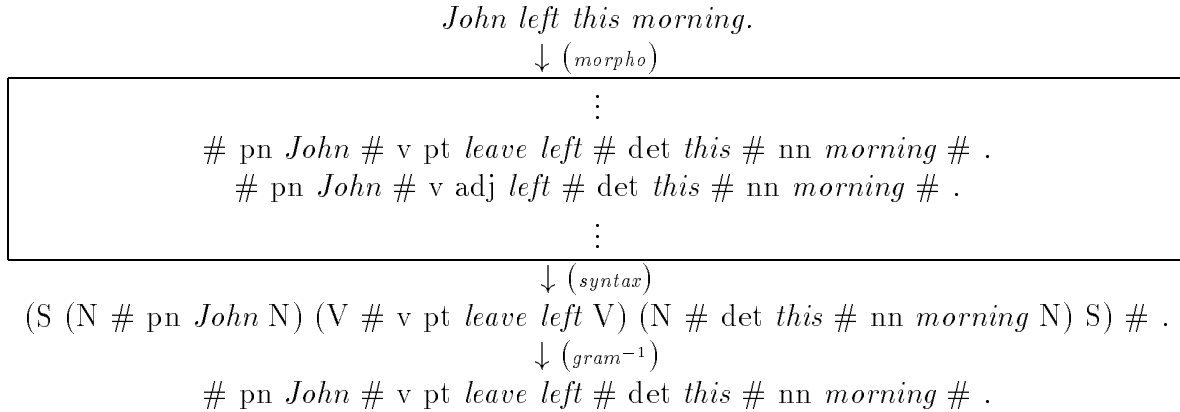 John left this morning.
↓ (morpho)
⋮
# pn John # v pt leave left # det this # nn morning # .
# pn John # v adj left # det this # nn morning # .
⋮
↓ (syntax)
(S (N # pn John N) (V # v pt leave left V) (N # det this # nn morning N) S) # .
↓ (gram⁻¹)
# pn John # v pt leave left # det this # nn morning # .